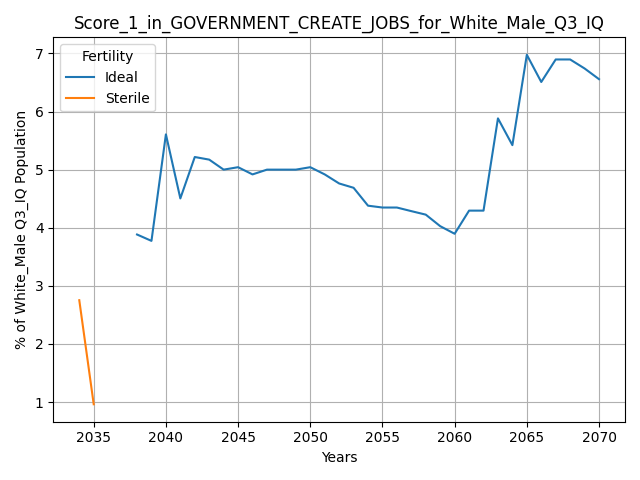 Score_1_in_GOVERNMENT_CREATE_JOBS_for_White_Male_Q3_IQ
Fertility
Ideal
Sterile
% of White_Male Q3_IQ Population
7
6
5
4
3
2
1
2035 2040 2045 2050 2055 2060 2065 2070
Years